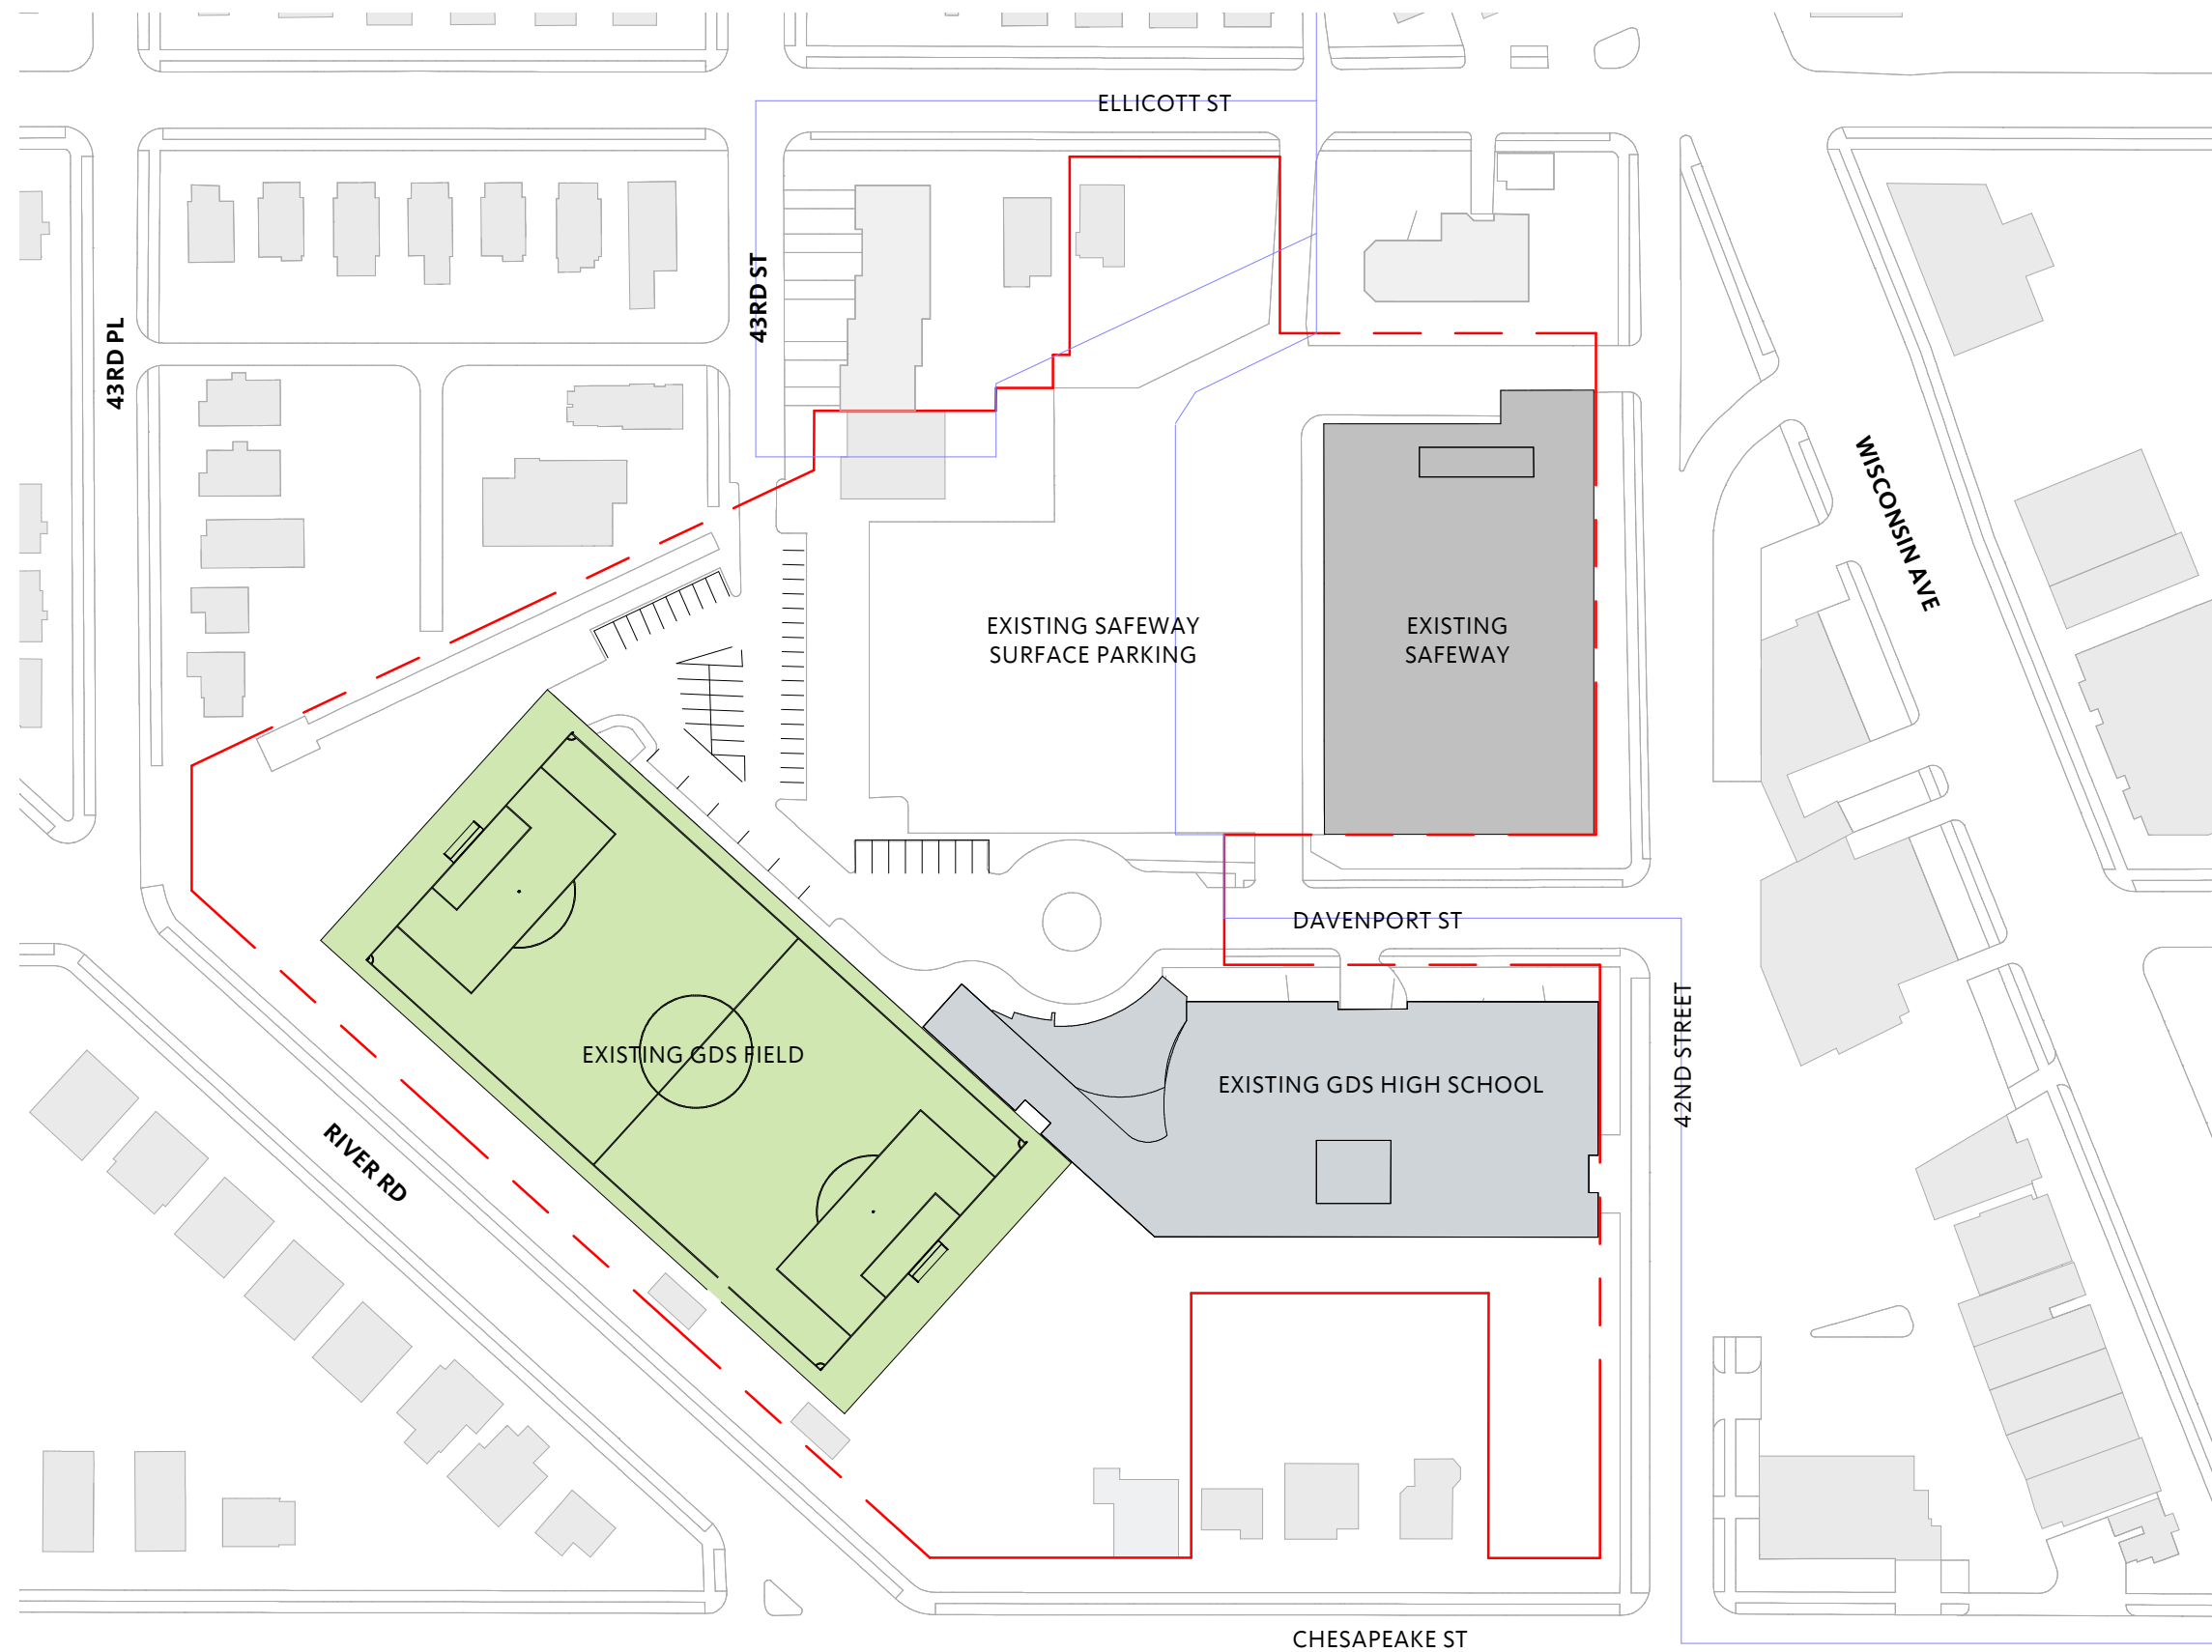 ELLICOTT ST
43RD ST
43RD PL
WISCONSIN AVE
EXISTING SAFEWAY
SURFACE PARKING
EXISTING
SAFEWAY
DAVENPORT ST
EXISTING GDS FIELD
EXISTING GDS HIGH SCHOOL
42ND STREET
RIVER RD
CHESAPEAKE ST